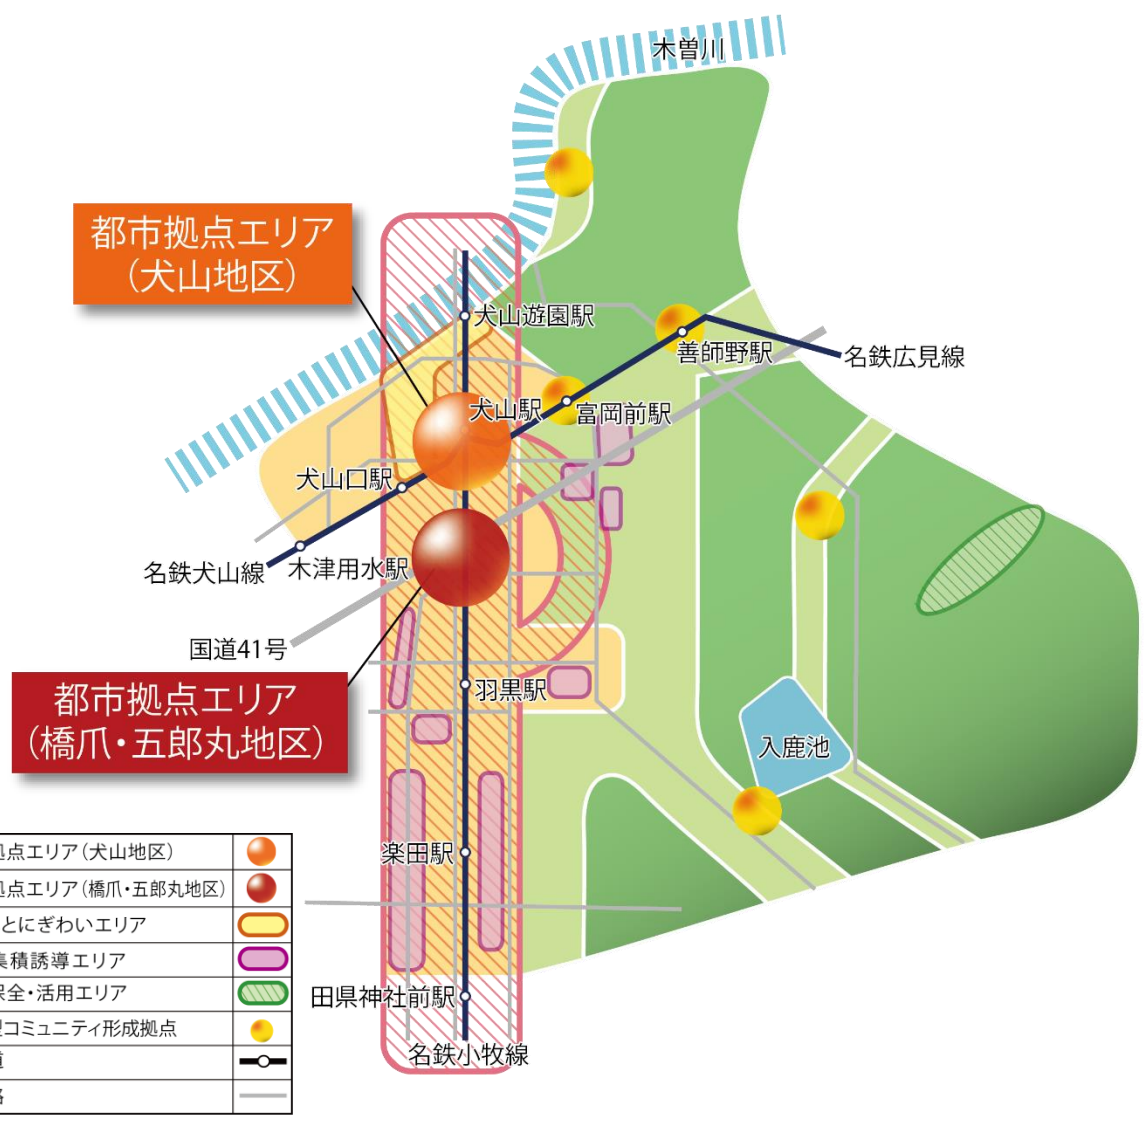 木曽川
都市拠点エリア
（犬山地区）
犬山遊園駅
善師野駅
名鉄広見線
犬山駅
富岡前駅
犬山口駅
名鉄犬山線
木津用水駅
国道41号
都市拠点エリア
（橋爪・五郎丸地区）
羽黒駅
入鹿池
楽田駅
田県神社前駅
名鉄小牧線
点エリア（犬山地区）
点エリア（橋爪・五郎丸地区）
とにぎわいエリア
集積誘導エリア
保全・活用エリア
コミュニティ形成拠点